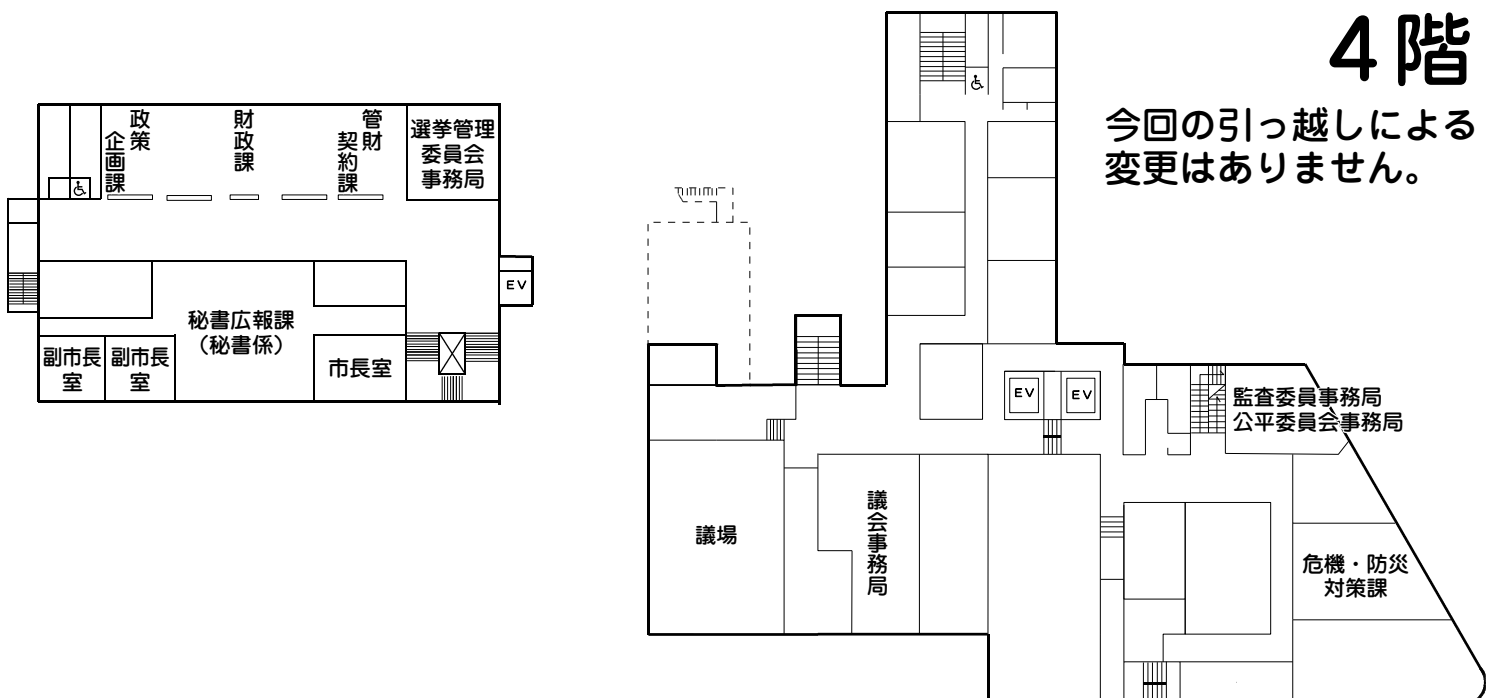 4階
今回の引っ越しによる
変更はありません。
政策
企画課
財政課
管財
契約課
選挙管理
委員会
事務局
EV
秘書広報課
（秘書係）
副市長
室
副市長
室
市長室
EV
EV
監査委員事務局
公平委員会事務局
議場
議会事務局
危機・防災
対策課